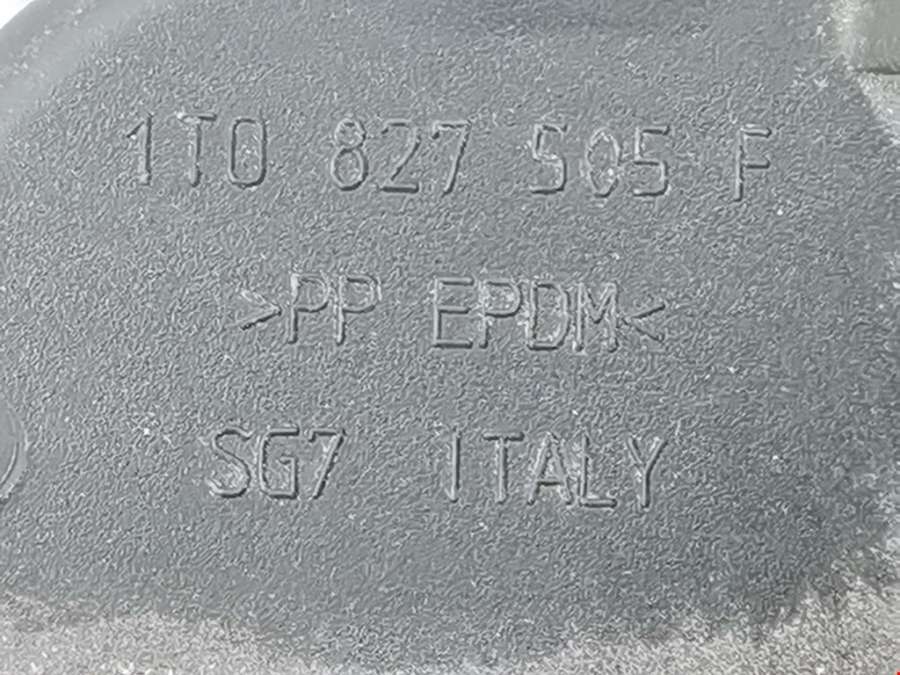 1T0 827 505 F
>PP EPDM<
SG7 ITALY